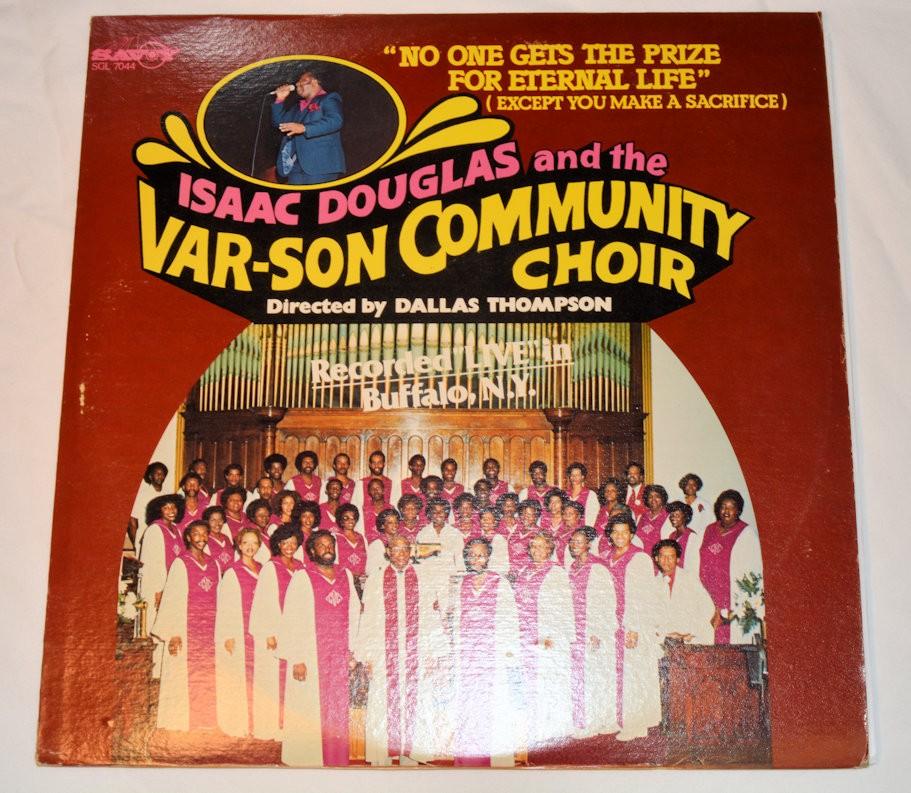 SAVOY
SGL 7044
“NO ONE GETS THE PRIZE
FOR ETERNAL LIFE”
(EXCEPT YOU MAKE A SACRIFICE)
ISAAC DOUGLAS and the
VAR-SON COMMUNITY
CHOIR
Directed by DALLAS THOMPSON
Recorded "LIVE" in
Buffalo, N.Y.